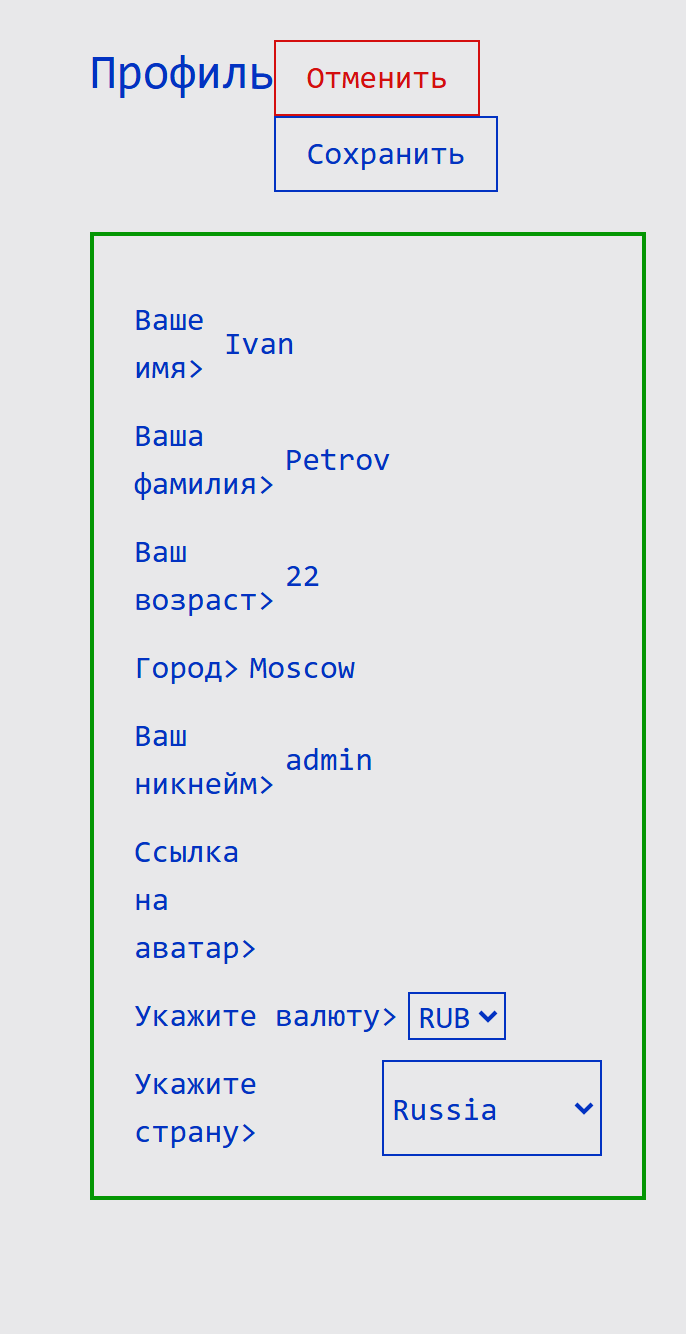 Профиль
Отменить
Сохранить
Ваше
имя>
Ivan
Ваша
фамилия>
Petrov
Ваш
возраст>
22
Город> Moscow
Ваш
никнейм>
admin
Ссылка
на
аватар>
Укажите валюту> RUB
Укажите
страну>
Russia